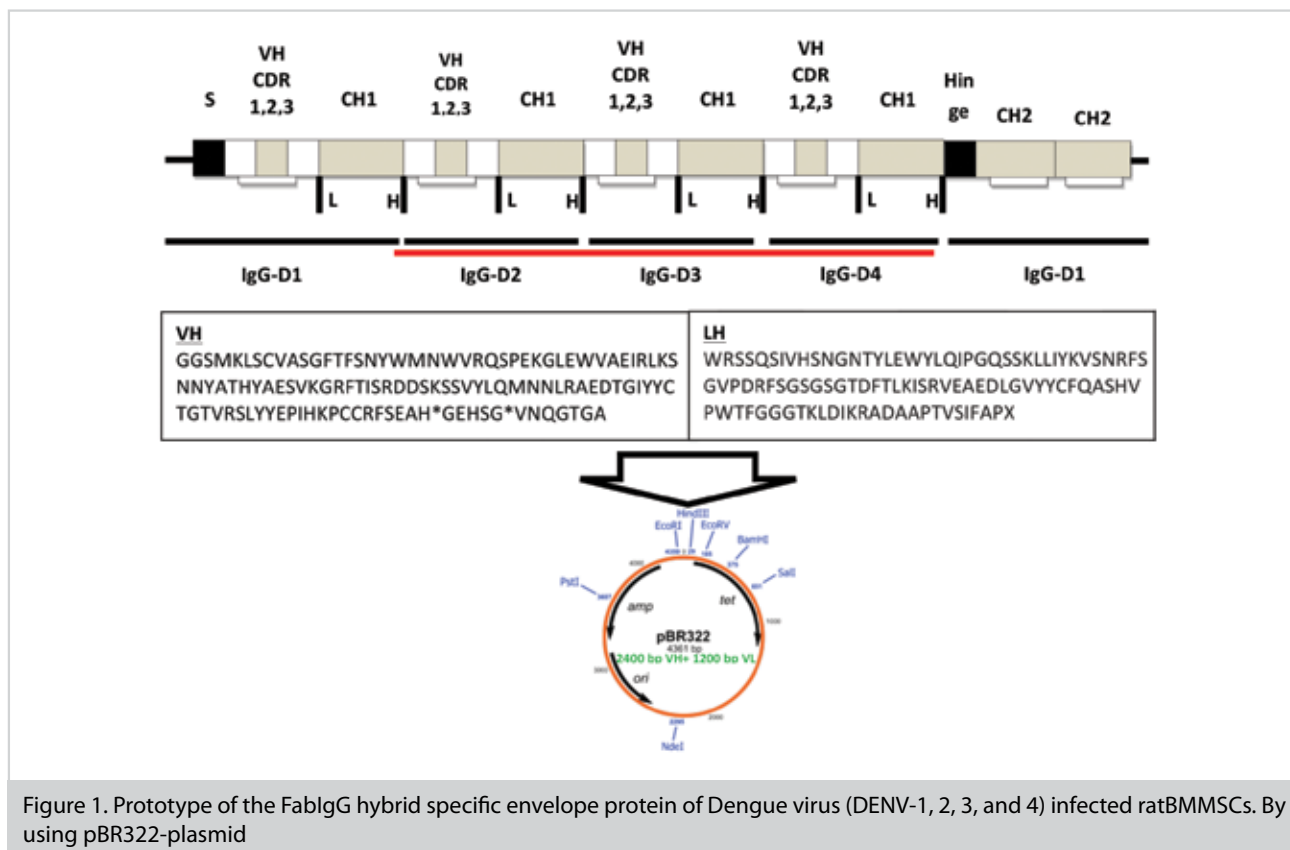 VH
CDR
1,2,3
VH
CDR
1,2,3
VH
CDR
1,2,3
VH
CDR
1,2,3
Hin
ge
S
CH1
CH1
CH1
CH1
CH2
CH2
L
H
L
H
L
H
L
H
IgG-D1
IgG-D2
IgG-D3
IgG-D4
IgG-D1
VH
GGSMKLSCVASGFTFSNYWMNWVRQSPEKGLEWVAEIRLKS
NNYATHYAESVKGRFTISRDDSKSSVYLQMNNLRAEDTGIYYC
TGTVRSLYYEPIHKPCCRFSEAH*GEHSG*VNQGTGA
LH
WRSSQSIVHSNGNTYLEWYLQIPGQSSKLLIYKVSNRFS
GVPDRFSGSGSGTDFTLKISRVEAEDLGVYYCFQASHV
PWTFGGGTKLDIKRADAAPTVSIFAPX
HindIII
EcoRI
EcoRV
BamHI
SalI
PstI
4000
amp
tet
1000
pBR322
4361 bp
2400 bp VH+ 1200 bp VL
ori
2000
NdeI
Figure 1. Prototype of the FabIgG hybrid specific envelope protein of Dengue virus (DENV-1, 2, 3, and 4) infected ratBMMSCs. By
using pBR322-plasmid